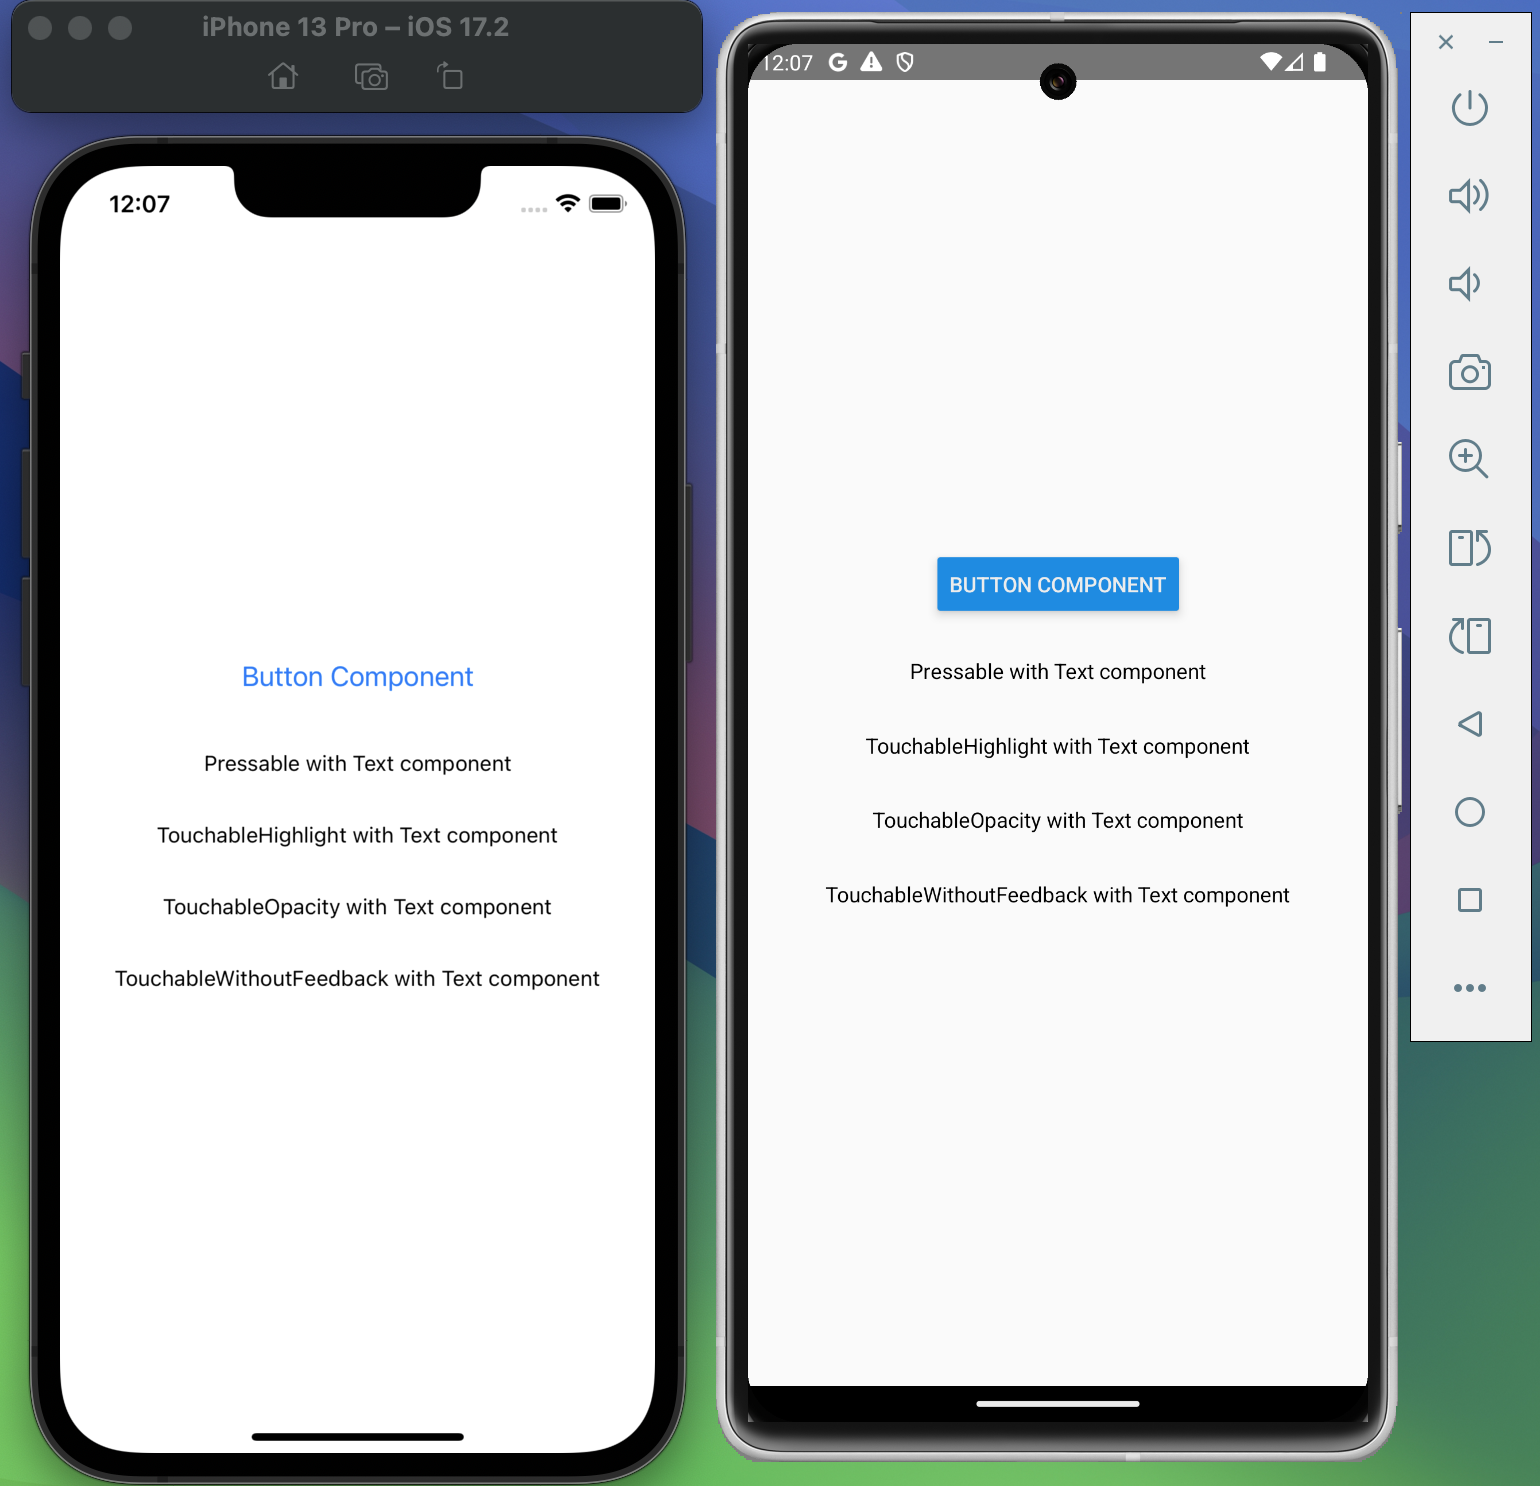 iPhone 13 Pro – iOS 17.2
12:07
Button Component
Pressable with Text component
TouchableHighlight with Text component
TouchableOpacity with Text component
TouchableWithoutFeedback with Text component
12:07
BUTTON COMPONENT
Pressable with Text component
TouchableHighlight with Text component
TouchableOpacity with Text component
TouchableWithoutFeedback with Text component